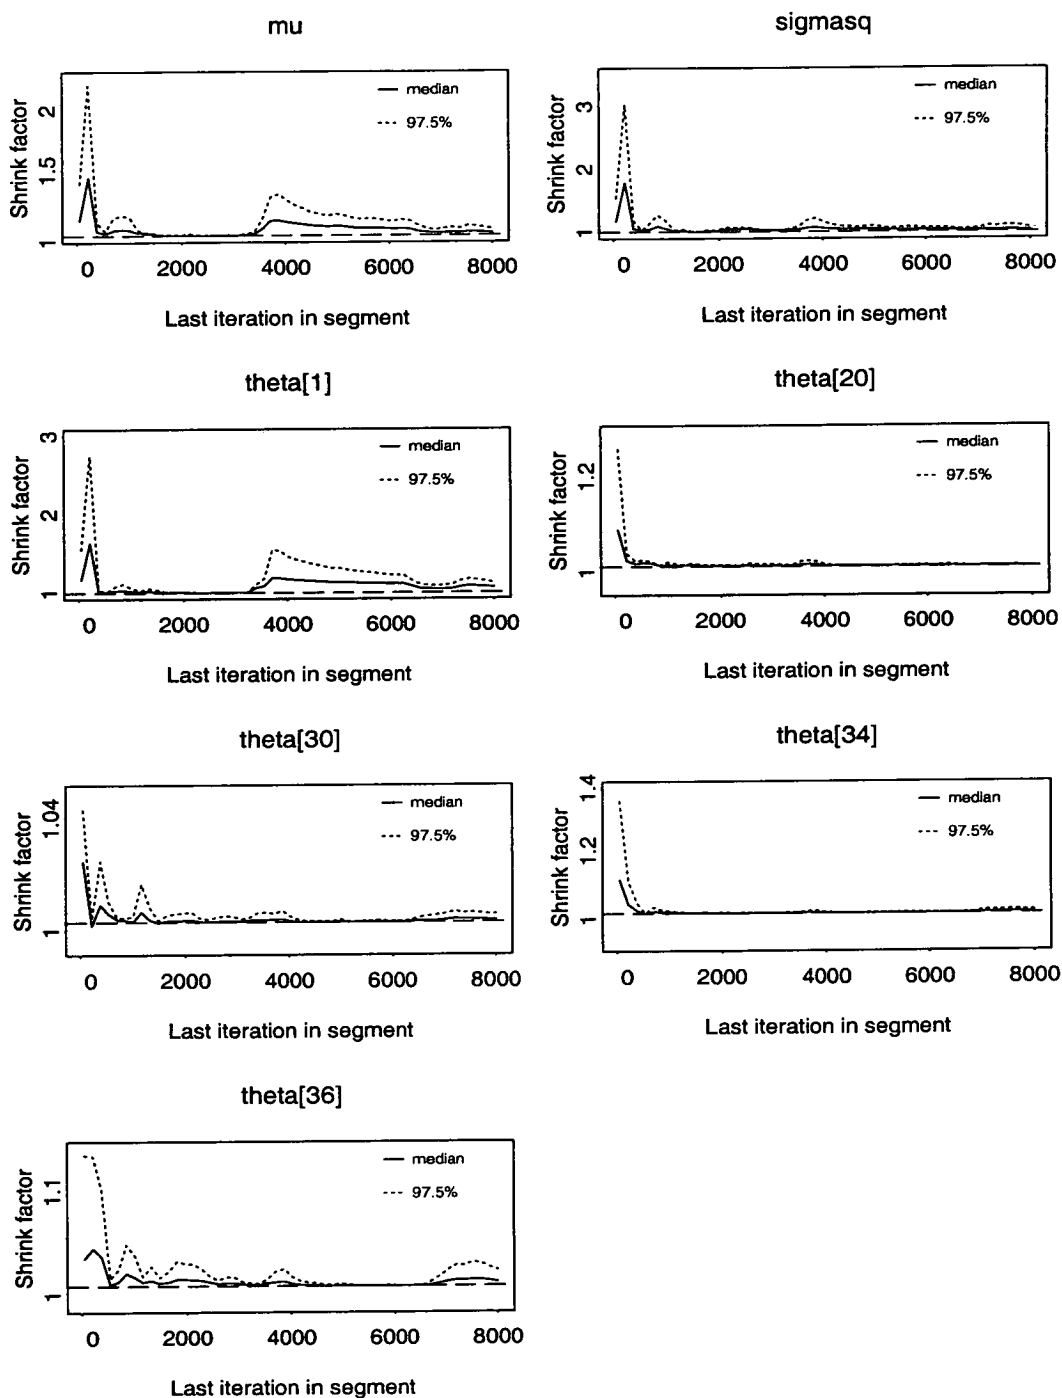 mu
Shrink factor
1 1.5 2
median
97.5%
0 2000 4000 6000 8000
Last iteration in segment
sigmasq
Shrink factor
1 2 3
median
97.5%
0 2000 4000 6000 8000
Last iteration in segment
theta[1]
Shrink factor
1 2 3
median
97.5%
0 2000 4000 6000 8000
Last iteration in segment
theta[20]
Shrink factor
1 1.2
median
97.5%
0 2000 4000 6000 8000
Last iteration in segment
theta[30]
Shrink factor
1 1.04
median
97.5%
0 2000 4000 6000 8000
Last iteration in segment
theta[34]
Shrink factor
1 1.2 1.4
median
97.5%
0 2000 4000 6000 8000
Last iteration in segment
theta[36]
Shrink factor
1 1.1
median
97.5%
0 2000 4000 6000 8000
Last iteration in segment